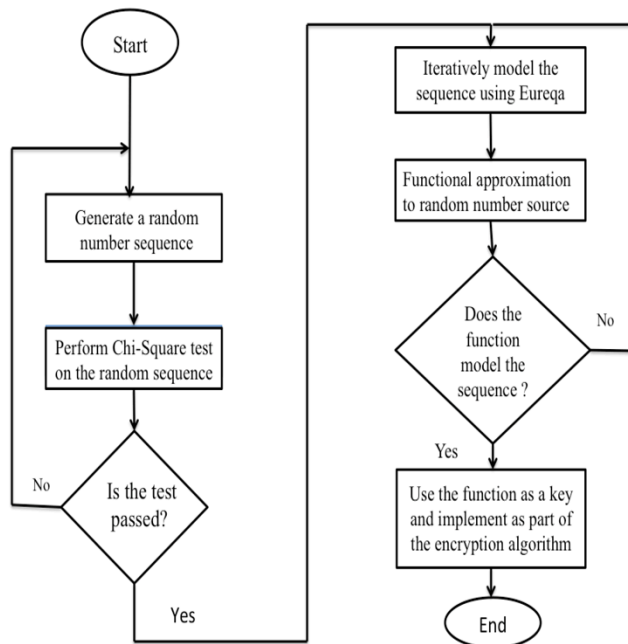 Start
Generate a random
number sequence
Perform Chi-Square test
on the random sequence
Is the test
passed?
No
Yes
Iteratively model the
sequence using Eureqa
Functional approximation
to random number source
Does the
function
model the
sequence ?
No
Yes
Use the function as a key
and implement as part of
the encryption algorithm
End